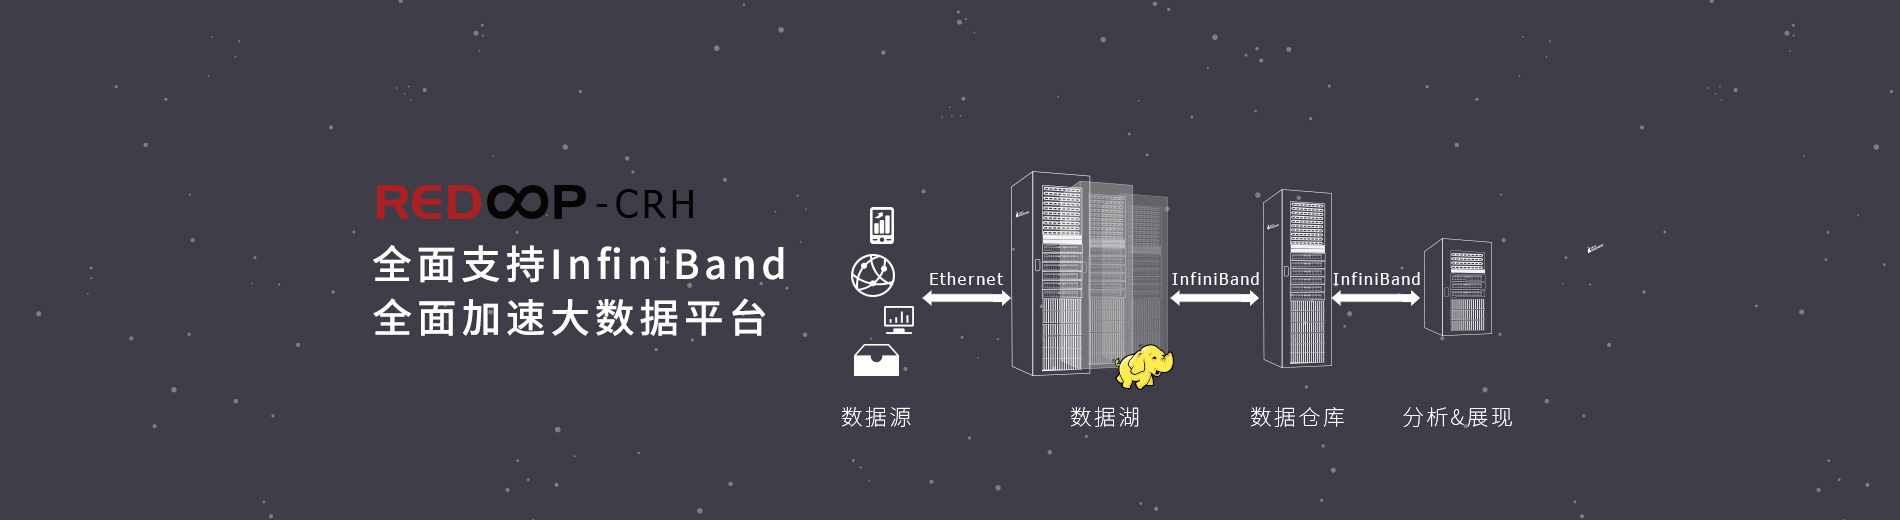 REDOOP-CRH
全面支持InfiniBand
全面加速大数据平台
Ethernet
InfiniBand
InfiniBand
数据源
数据湖
数据仓库
分析&展现